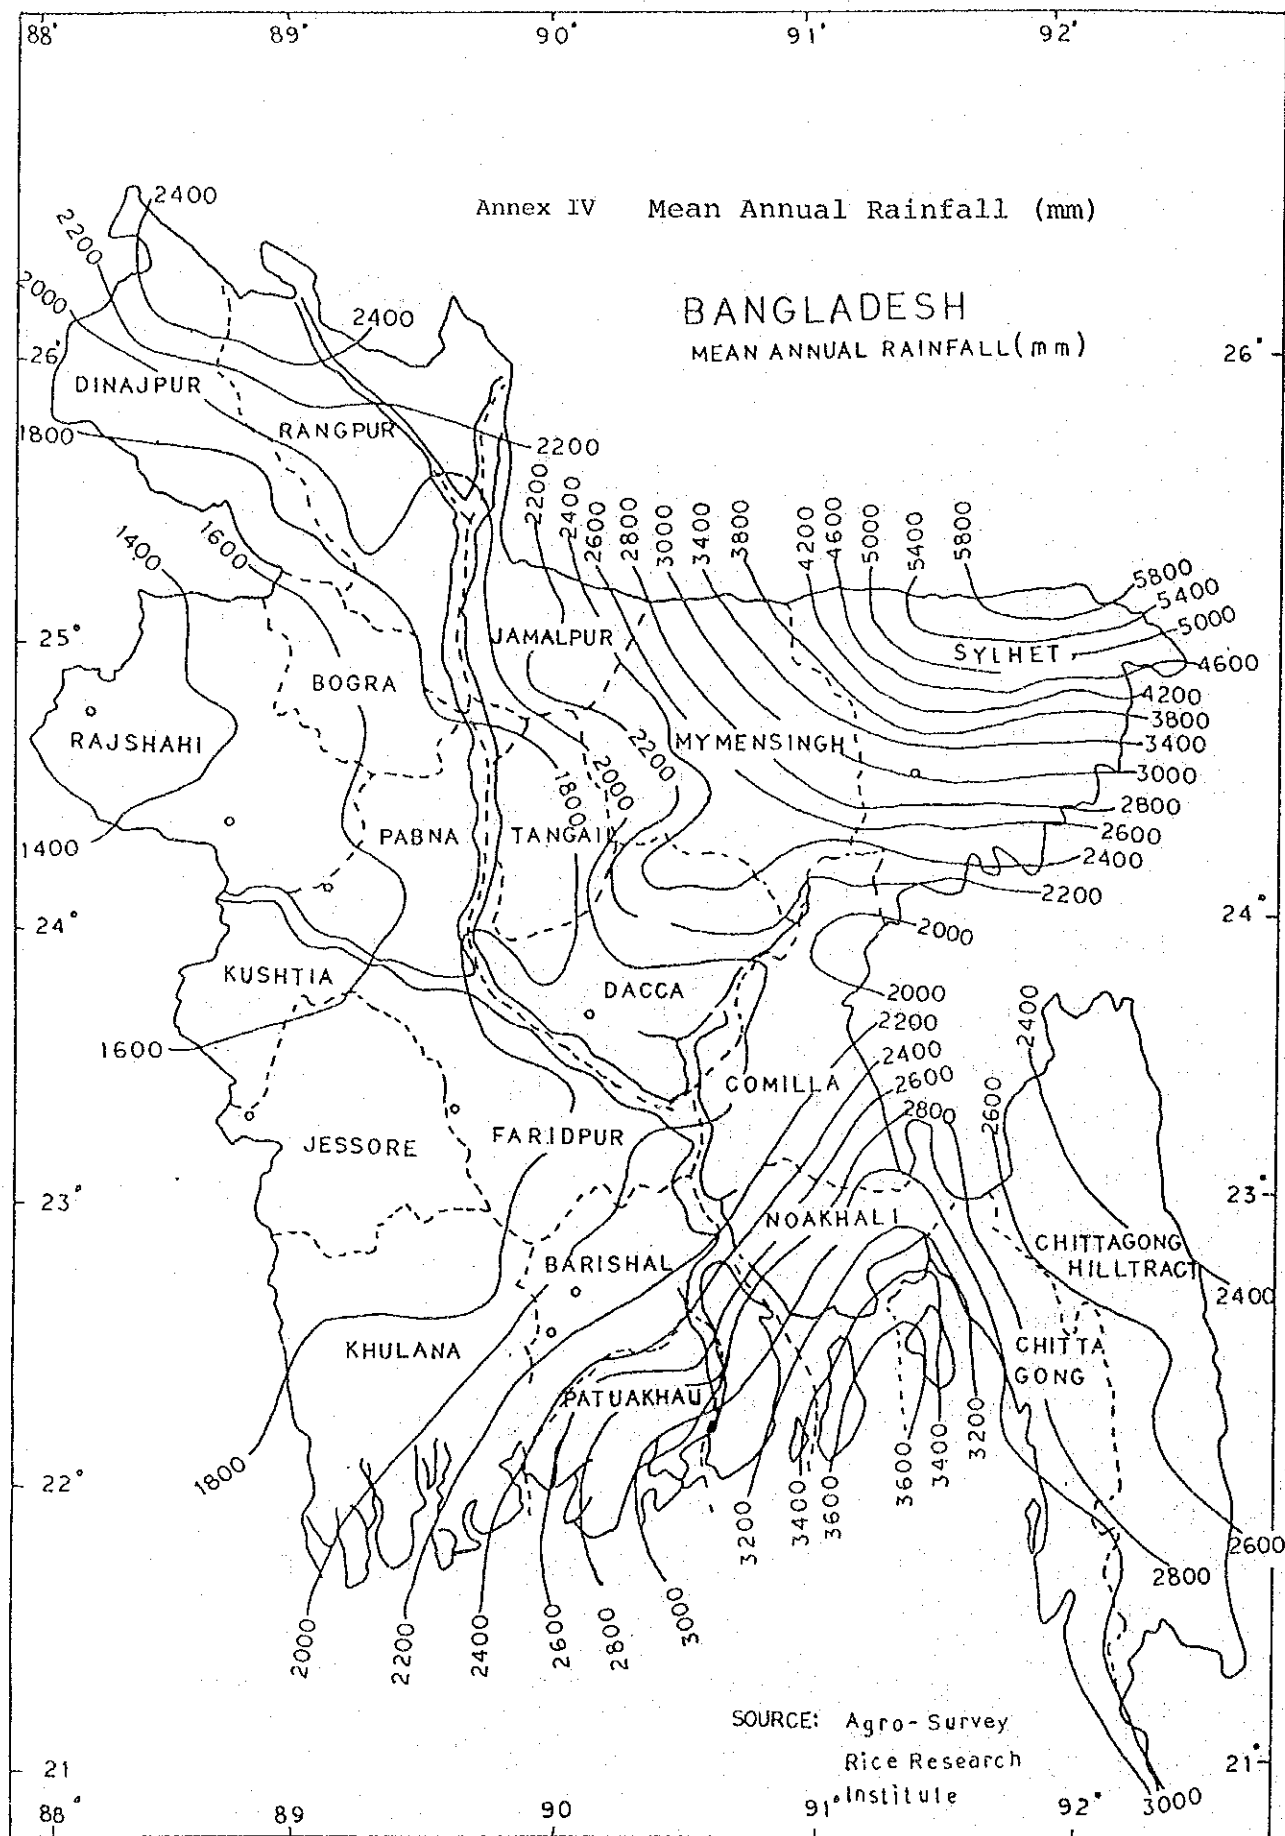 88° 89° 90° 91° 92°
Annex IV Mean Annual Rainfall (mm)
BANGLADESH
MEAN ANNUAL RAINFALL(mm)
2400
2200
2000
2400
26° 26°
DINAJPUR
RANGPUR
1800
2200
2200
2400
2600
2800
3000
3400
3800
4200
4600
5000
5400
5800
1400
1600
5800
5400
5000
25°
JAMALPUR
SYLHET
4600
BOGRA
4200
RAJSHAHI
MYMENSINGH
3800
3400
2200
2000
1800
3000
2800
PABNA
TANGAIL
2600
1400
2400
2200
24° 24°
2000
KUSHTIA
DACCA
2000
2200
2400
1600
2400
COMILLA
2600
2800
2600
JESSORE
FARIDPUR
23° 23°
NOAKHALI
CHITTAGONG
HILLTRACT
BARISHAL
2400
KHULANA
CHITTA
GONG
PATUAKHAU
1800
22°
3200
3400
3600
3600
3400
3200
2600
2800
2000
2200
2400
2600
2800
3000
SOURCE: Agro-Survey
Rice Research
Institute
21 21°
88° 89 90 91° 92°
3000